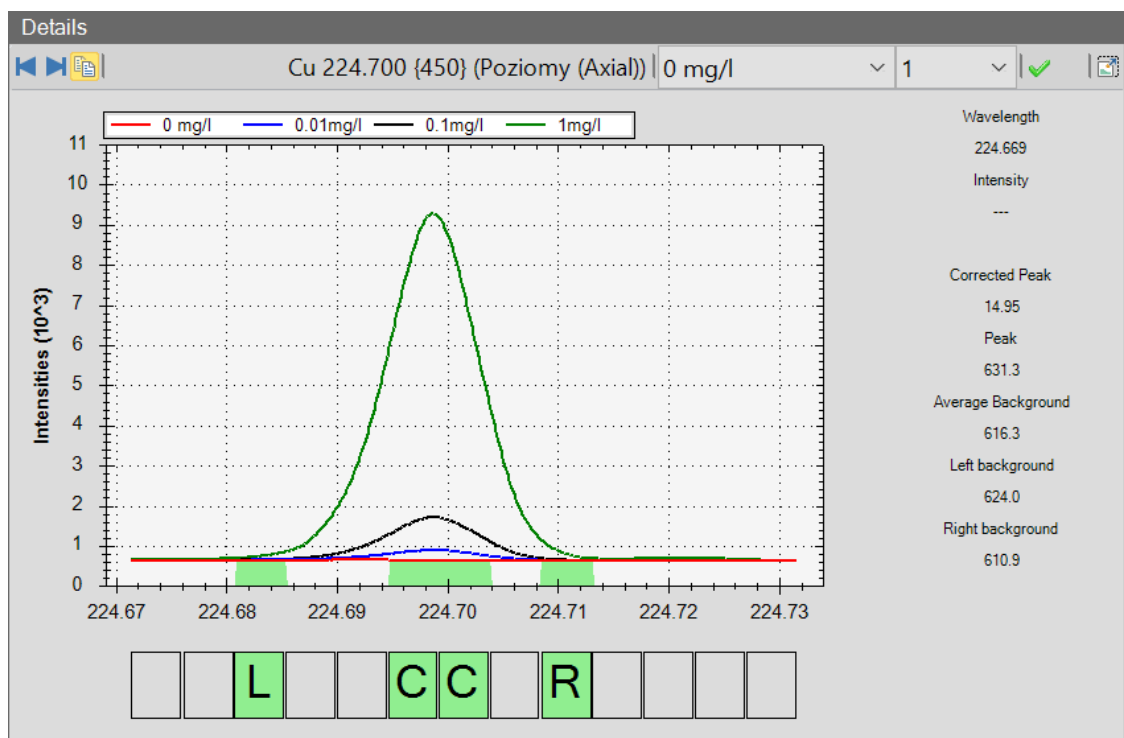 Details
Cu 224.700 {450} (Poziomy (Axial)) 0 mg/l 1
0 mg/l 0.01mg/l 0.1mg/l 1mg/l
11
10
9
8
7
6
5
4
3
2
1
0
Intensities (10^3)
224.67 224.68 224.69 224.70 224.71 224.72 224.73
L C C R
Wavelength
224.669
Intensity
---
Corrected Peak
14.95
Peak
631.3
Average Background
616.3
Left background
624.0
Right background
610.9